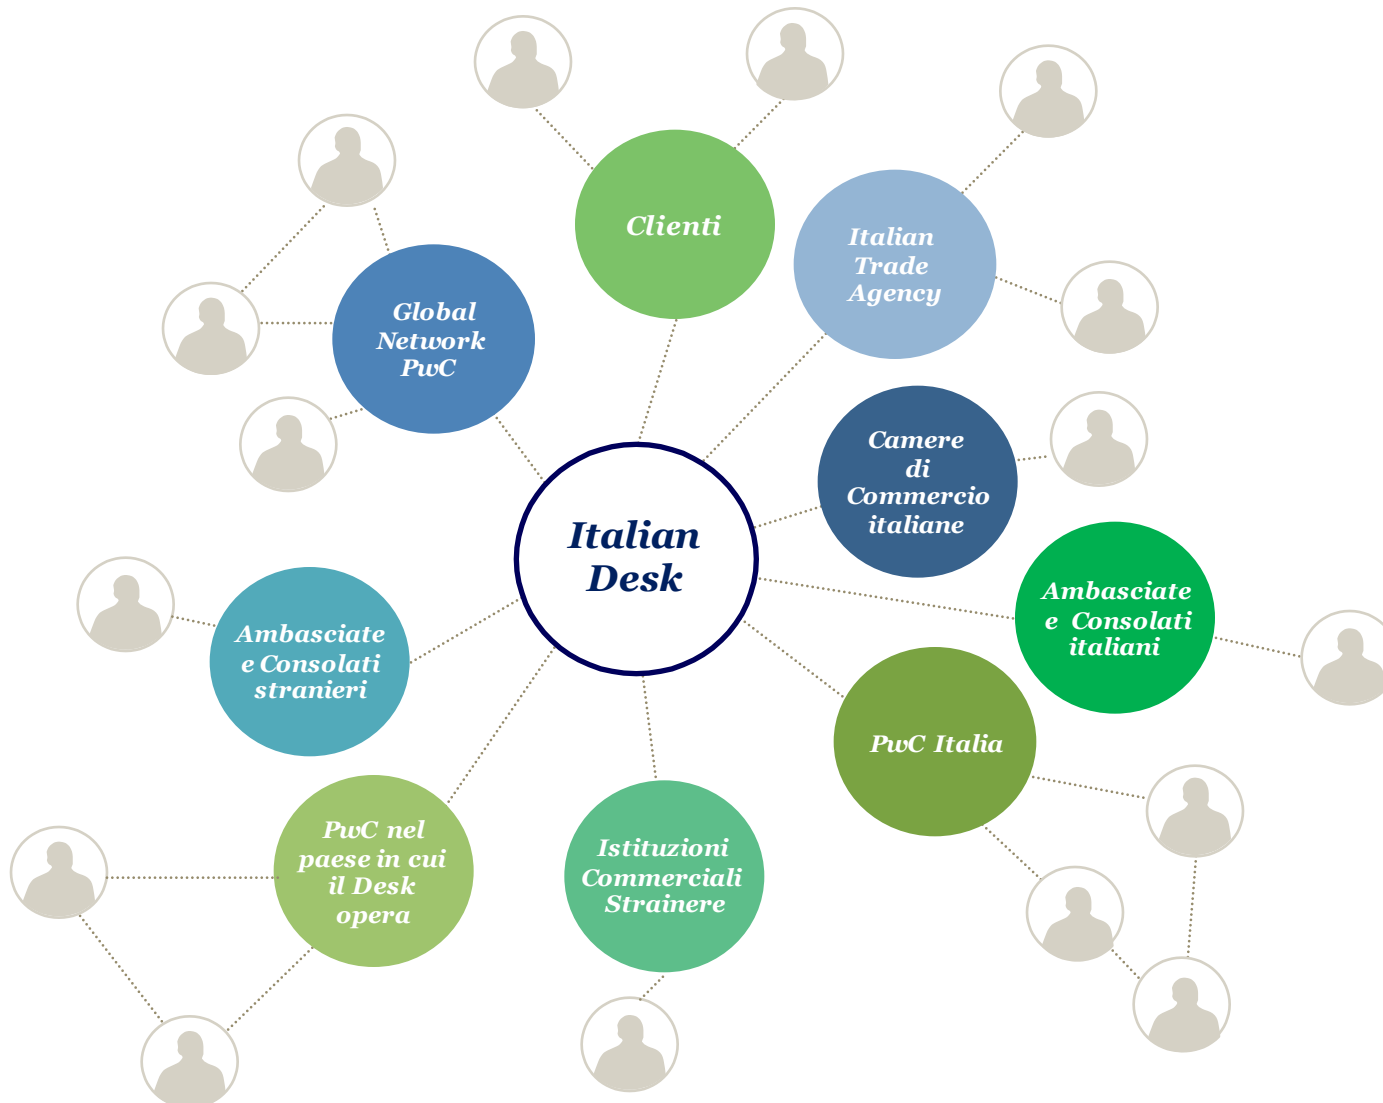 Clienti
Italian
Trade
Agency
Global
Network
PwC
Camere
di
Commercio
italiane
Italian
Desk
Ambasciate
e Consolati
italiani
Ambasciate
e Consolati
stranieri
PwC Italia
PwC nel
paese in cui
il Desk
opera
Istituzioni
Commerciali
Strainere